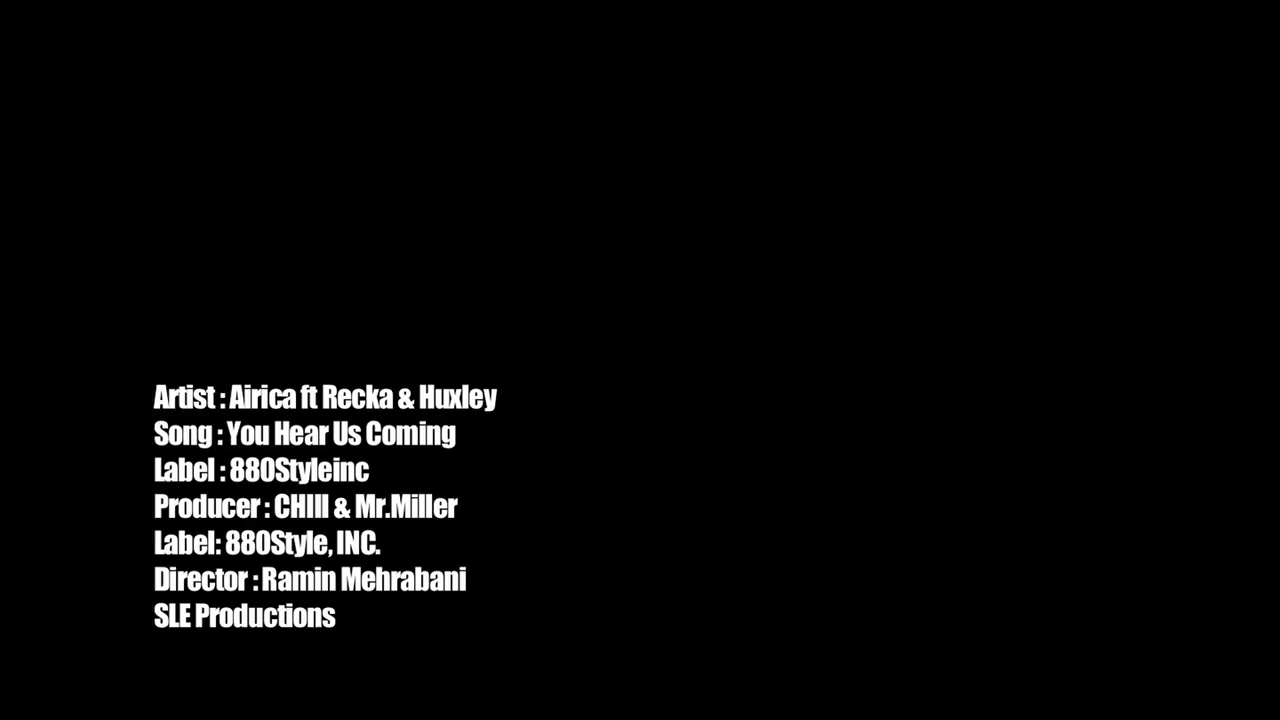 Artist : Airica ft Recka & Huxley
Song : You Hear Us Coming
Label : 880Styleinc
Producer : CHIll & Mr.Miller
Label: 880Style, INC.
Director : Ramin Mehrabani
SLE Productions